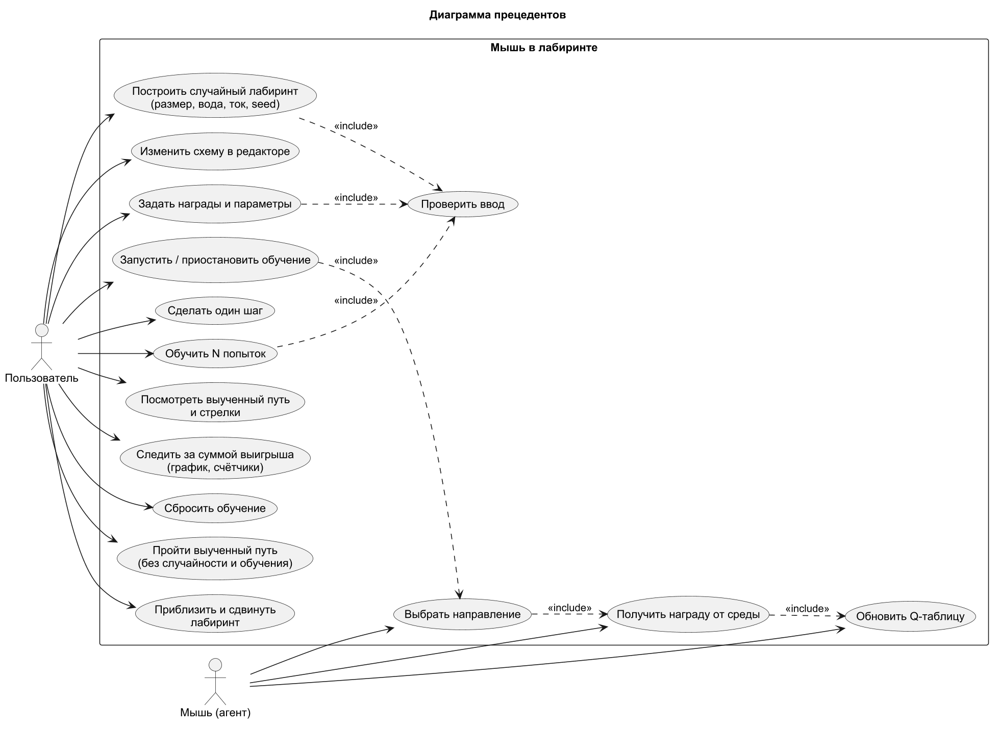 Диаграмма прецедентов
Мышь в лабиринте
Построить случайный лабиринт
(размер, вода, ток, seed)
«include»
Изменить схему в редакторе
Задать награды и параметры
«include»
Проверить ввод
Запустить / приостановить обучение
«include»
«include»
Сделать один шаг
Обучить N попыток
Пользователь
Посмотреть выученный путь
и стрелки
Следить за суммой выигрыша
(график, счётчики)
Сбросить обучение
Пройти выученный путь
(без случайности и обучения)
Приблизить и сдвинуть
лабиринт
Выбрать направление
«include»
Получить награду от среды
«include»
Обновить Q-таблицу
Мышь (агент)